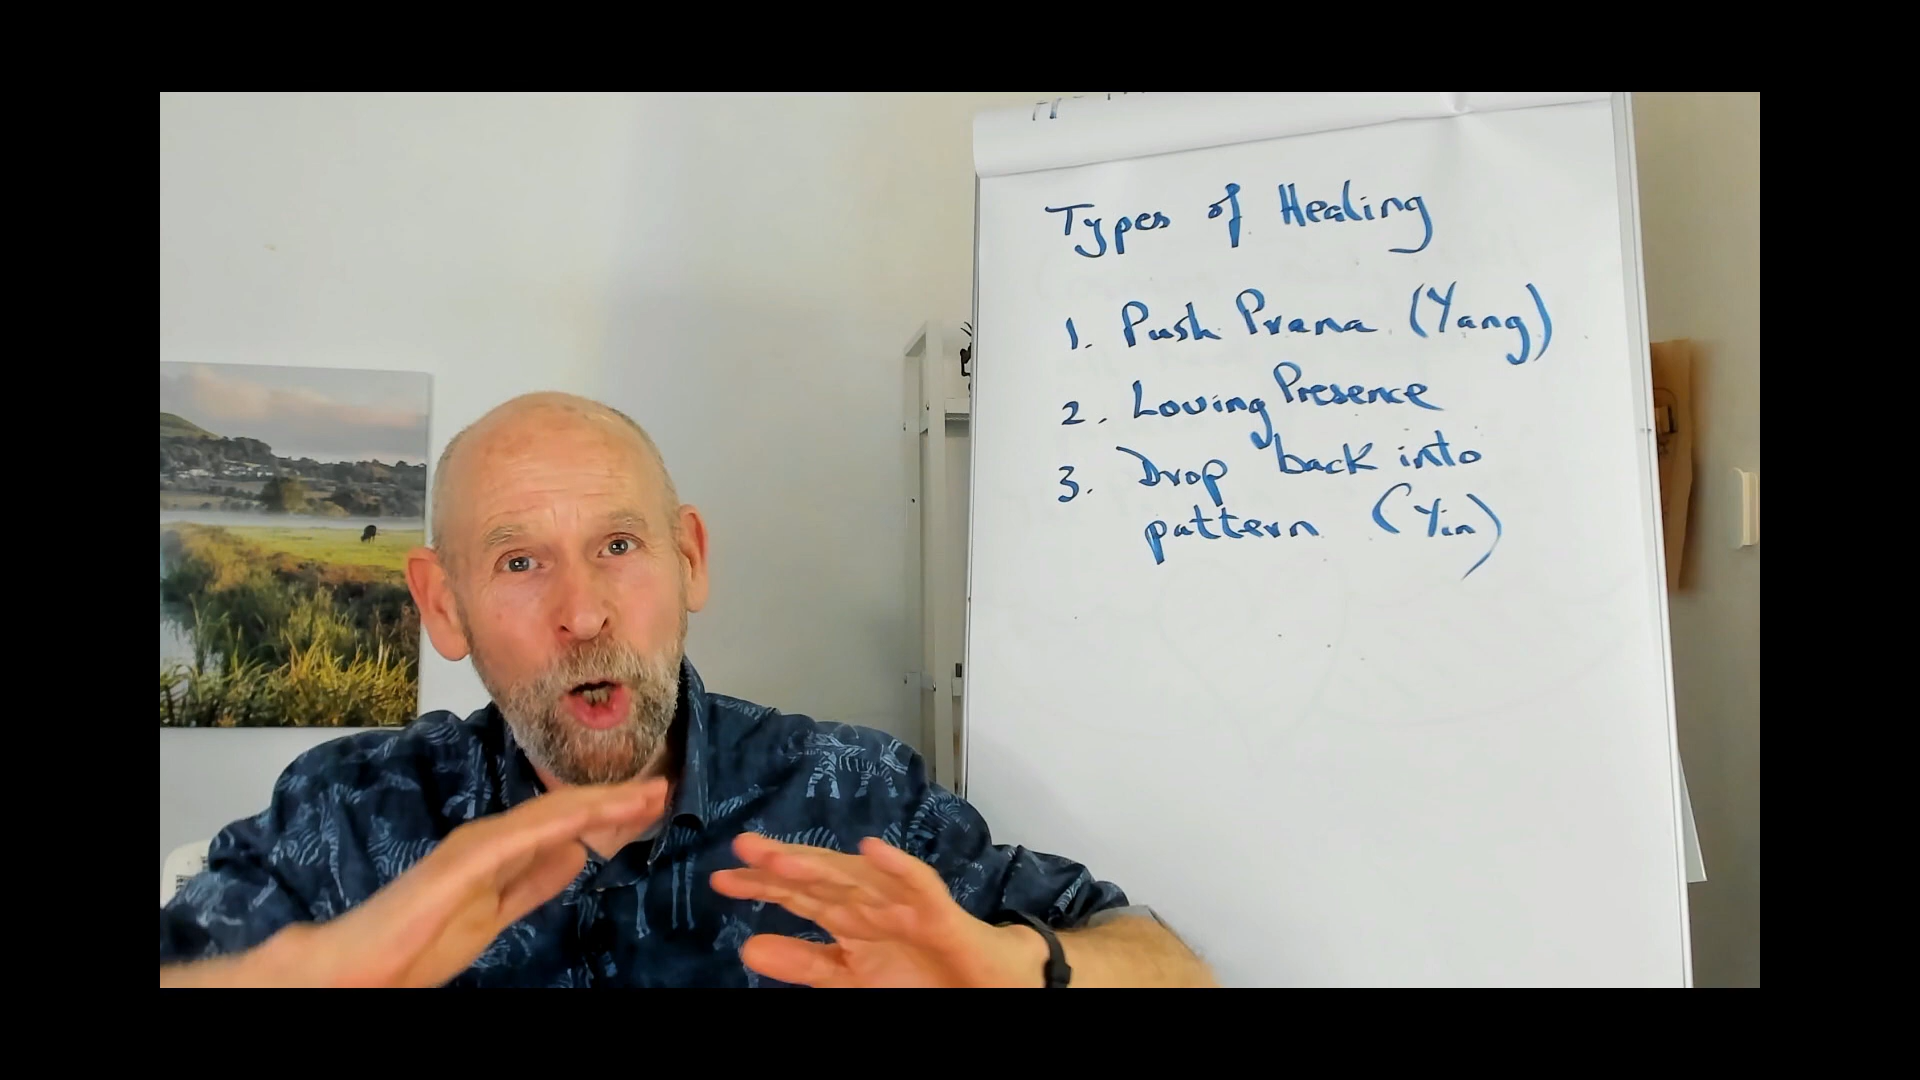 Types of Healing
1. Push Prana (Yang)
2. Loving Presence
3. Drop back into
pattern (Yin)